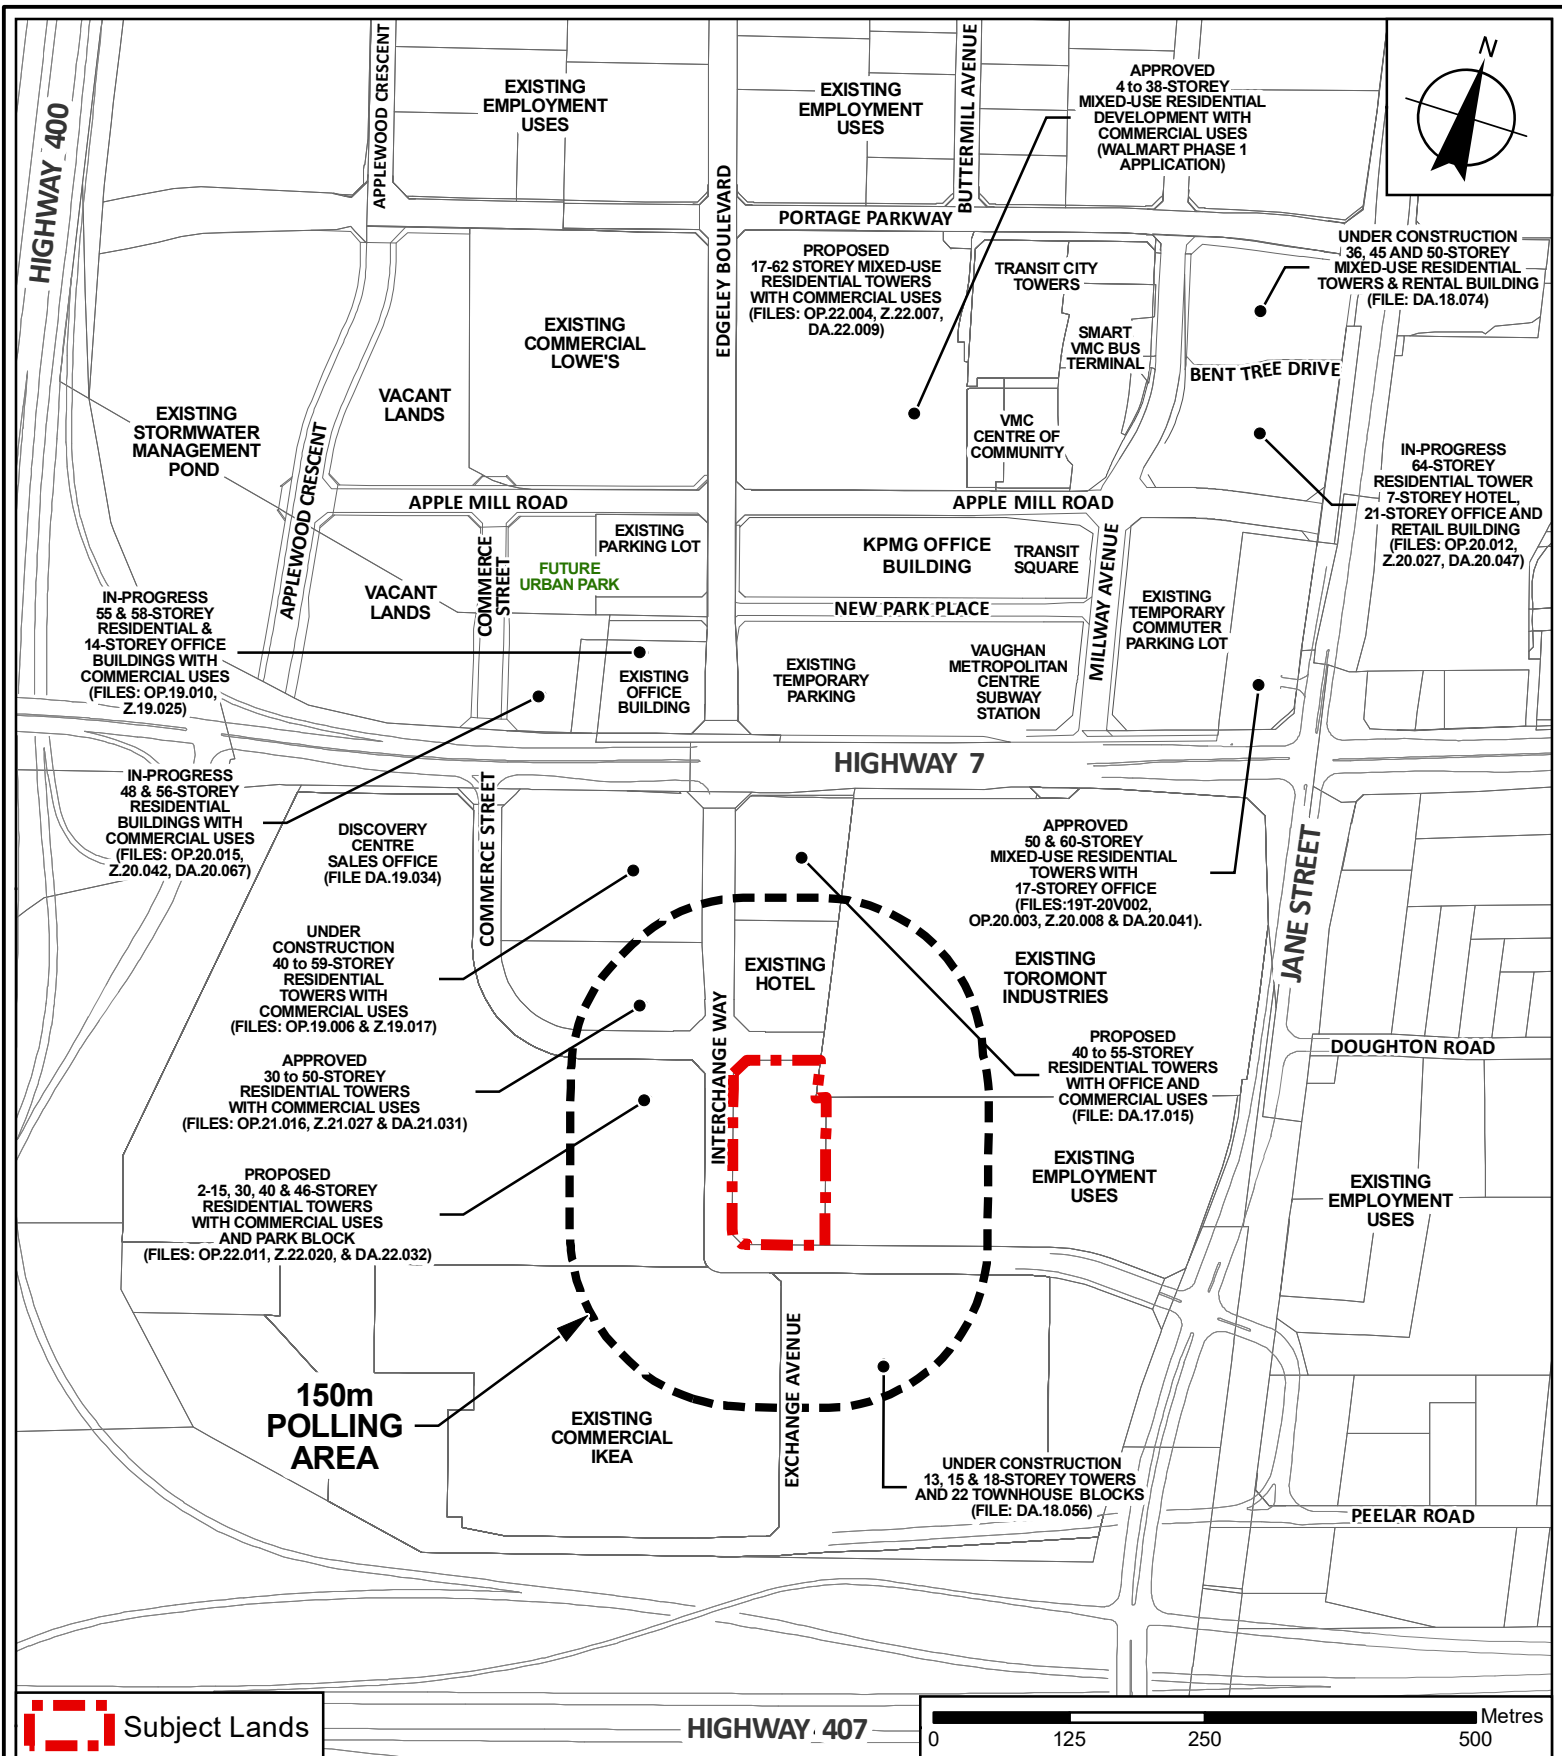 N
HIGHWAY 400
APPLEWOOD CRESCENT
EXISTING
EMPLOYMENT
USES
EXISTING
EMPLOYMENT
USES
BUTTERMILL AVENUE
APPROVED
4 to 38-STOREY
MIXED-USE RESIDENTIAL
DEVELOPMENT WITH
COMMERCIAL USES
(WALMART PHASE 1
APPLICATION)
EDGELEY BOULEVARD
PORTAGE PARKWAY
PROPOSED
17-62 STOREY MIXED-USE
RESIDENTIAL TOWERS
WITH COMMERCIAL USES
(FILES: OP.22.004, Z.22.007,
DA.22.009)
TRANSIT CITY
TOWERS
UNDER CONSTRUCTION
36, 45 AND 50-STOREY
MIXED-USE RESIDENTIAL
TOWERS & RENTAL BUILDING
(FILE: DA.18.074)
EXISTING
COMMERCIAL
LOWE'S
SMART
VMC BUS
TERMINAL
BENT TREE DRIVE
VACANT
LANDS
EXISTING
STORMWATER
MANAGEMENT
POND
VMC
CENTRE OF
COMMUNITY
IN-PROGRESS
64-STOREY
RESIDENTIAL TOWER
7-STOREY HOTEL,
21-STOREY OFFICE AND
RETAIL BUILDING
(FILES: OP.20.012,
Z.20.027, DA.20.047)
APPLEWOOD CRESCENT
APPLE MILL ROAD
APPLE MILL ROAD
COMMERCE
STREET
EXISTING
PARKING LOT
FUTURE
URBAN PARK
KPMG OFFICE
BUILDING
TRANSIT
SQUARE
MILLWAY AVENUE
VACANT
LANDS
NEW PARK PLACE
EXISTING
TEMPORARY
COMMUTER
PARKING LOT
IN-PROGRESS
55 & 58-STOREY
RESIDENTIAL &
14-STOREY OFFICE
BUILDINGS WITH
COMMERCIAL USES
(FILES: OP.19.010,
Z.19.025)
EXISTING
OFFICE
BUILDING
EXISTING
TEMPORARY
PARKING
VAUGHAN
METROPOLITAN
CENTRE
SUBWAY
STATION
HIGHWAY 7
IN-PROGRESS
48 & 56-STOREY
RESIDENTIAL
BUILDINGS WITH
COMMERCIAL USES
(FILES: OP.20.015,
Z.20.042, DA.20.067)
COMMERCE STREET
DISCOVERY
CENTRE
SALES OFFICE
(FILE DA.19.034)
APPROVED
50 & 60-STOREY
MIXED-USE RESIDENTIAL
TOWERS WITH
17-STOREY OFFICE
(FILES:19T-20V002,
OP.20.003, Z.20.008 & DA.20.041).
JANE STREET
UNDER
CONSTRUCTION
40 to 59-STOREY
RESIDENTIAL
TOWERS WITH
COMMERCIAL USES
(FILES: OP.19.006 & Z.19.017)
EXISTING
HOTEL
EXISTING
TOROMONT
INDUSTRIES
INTERCHANGE WAY
PROPOSED
40 to 55-STOREY
RESIDENTIAL TOWERS
WITH OFFICE AND
COMMERCIAL USES
(FILE: DA.17.015)
DOUGHTON ROAD
APPROVED
30 to 50-STOREY
RESIDENTIAL TOWERS
WITH COMMERCIAL USES
(FILES: OP.21.016, Z.21.027 & DA.21.031)
EXISTING
EMPLOYMENT
USES
EXISTING
EMPLOYMENT
USES
PROPOSED
2-15, 30, 40 & 46-STOREY
RESIDENTIAL TOWERS
WITH COMMERCIAL USES
AND PARK BLOCK
(FILES: OP.22.011, Z.22.020, & DA.22.032)
EXCHANGE AVENUE
150m
POLLING
AREA
EXISTING
COMMERCIAL
IKEA
UNDER CONSTRUCTION
13, 15 & 18-STOREY TOWERS
AND 22 TOWNHOUSE BLOCKS
(FILE: DA.18.056)
PEELAR ROAD
Subject Lands
HIGHWAY 407
Metres
0 125 250 500